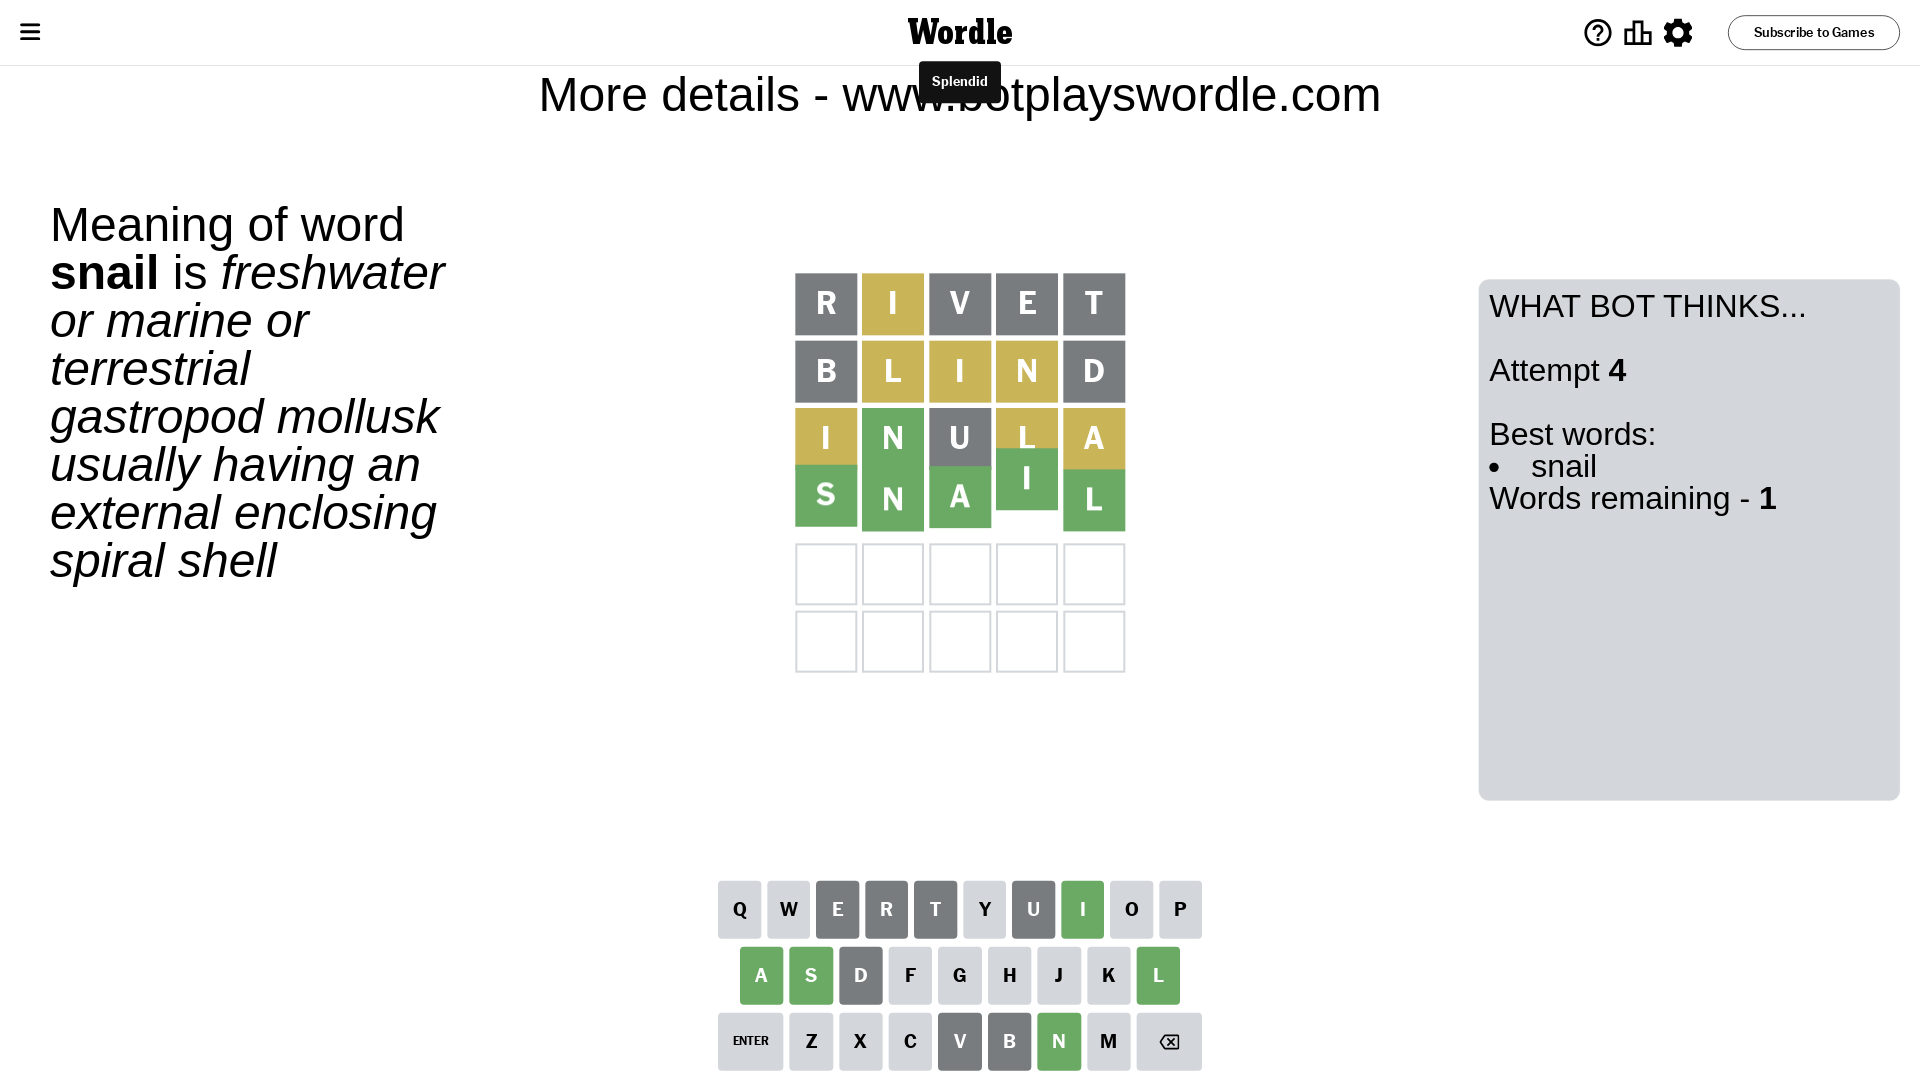 Wordle
Subscribe to Games
Splendid
More details - www.botplayswordle.com
Meaning of word
snail is freshwater
or marine or
terrestrial
gastropod mollusk
usually having an
external enclosing
spiral shell
R I V E T
B L I N D
I N U L A
S N A I L
WHAT BOT THINKS...
Attempt 4
Best words:
• snail
Words remaining - 1
Q W E R T Y U I O P
A S D F G H J K L
ENTER Z X C V B N M